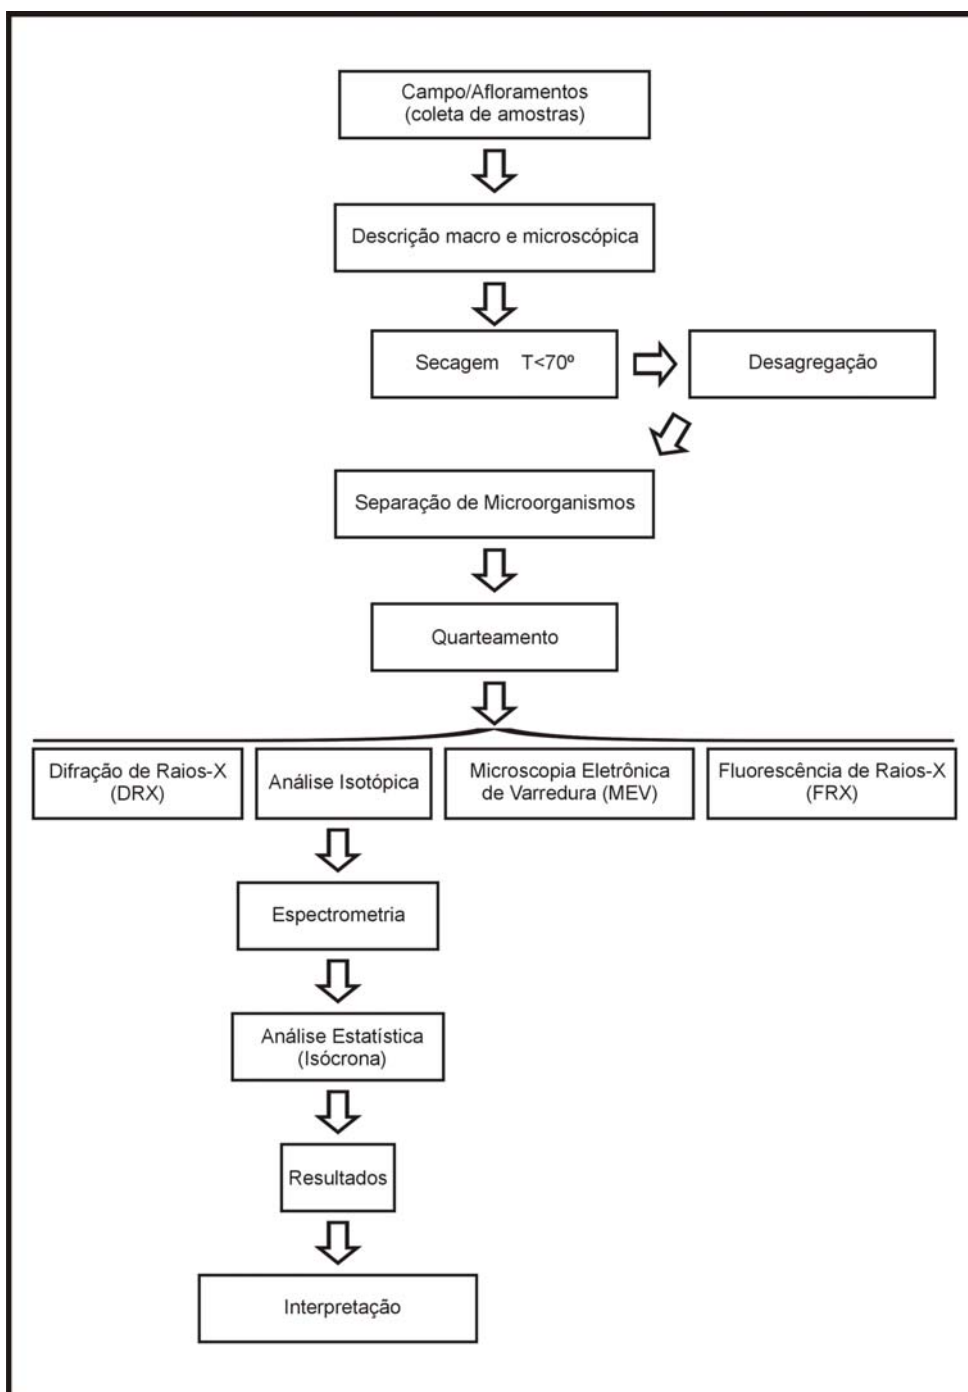 Campo/Afloramentos
(coleta de amostras)
Descrição macro e microscópica
Secagem T<70º
Desagregação
Separação de Microorganismos
Quarteamento
Difração de Raios-X
(DRX)
Análise Isotópica
Microscopia Eletrônica
de Varredura (MEV)
Fluorescência de Raios-X
(FRX)
Espectrometria
Análise Estatística
(Isócrona)
Resultados
Interpretação